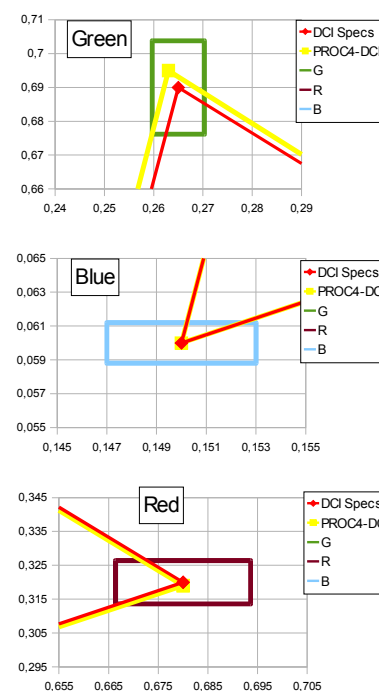 0,71
Green
0,7
0,69
0,68
0,67
0,66
0,24 0,25 0,26 0,27 0,28 0,29
DCI Specs
PROC4-DCI
G
R
B
0,065
Blue
0,063
0,061
0,059
0,057
0,055
0,145 0,147 0,149 0,151 0,153 0,155
DCI Specs
PROC4-DC
G
R
B
0,345
Red
0,335
0,325
0,315
0,305
0,295
0,655 0,665 0,675 0,685 0,695 0,705
DCI Specs
PROC4-DC
G
R
B